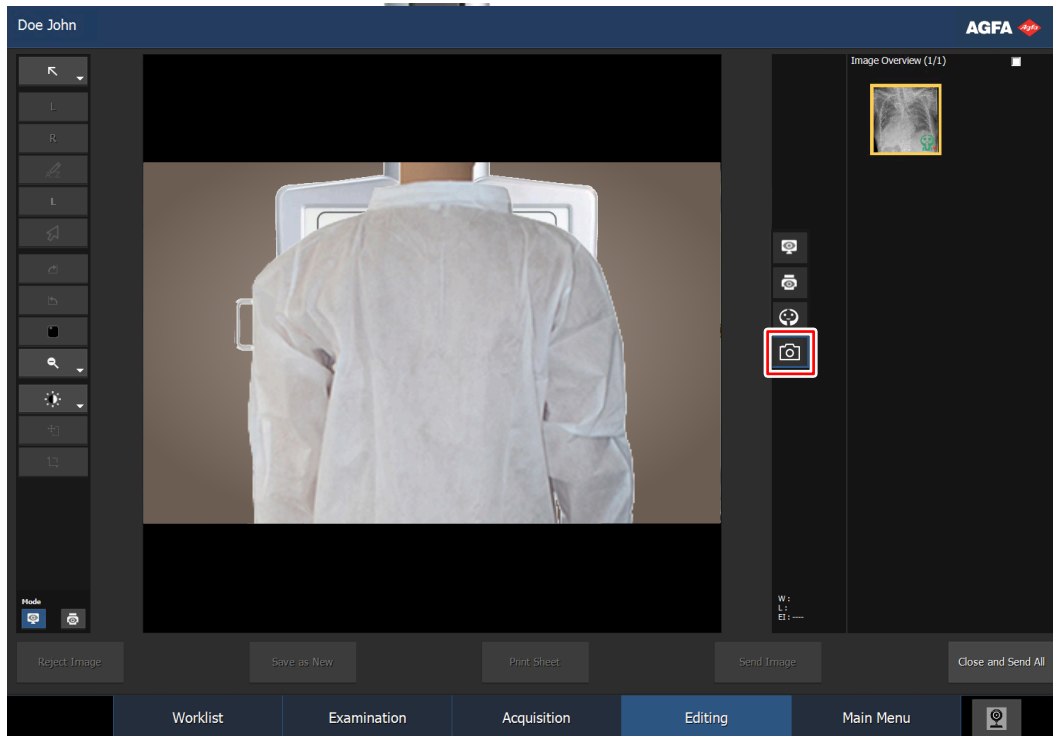 Doe John
AGFA
Image Overview (1/1)
L
R
L
Mode
W :
L :
EI : ----
Reject Image
Save as New
Print Sheet
Send Image
Close and Send All
Worklist
Examination
Acquisition
Editing
Main Menu